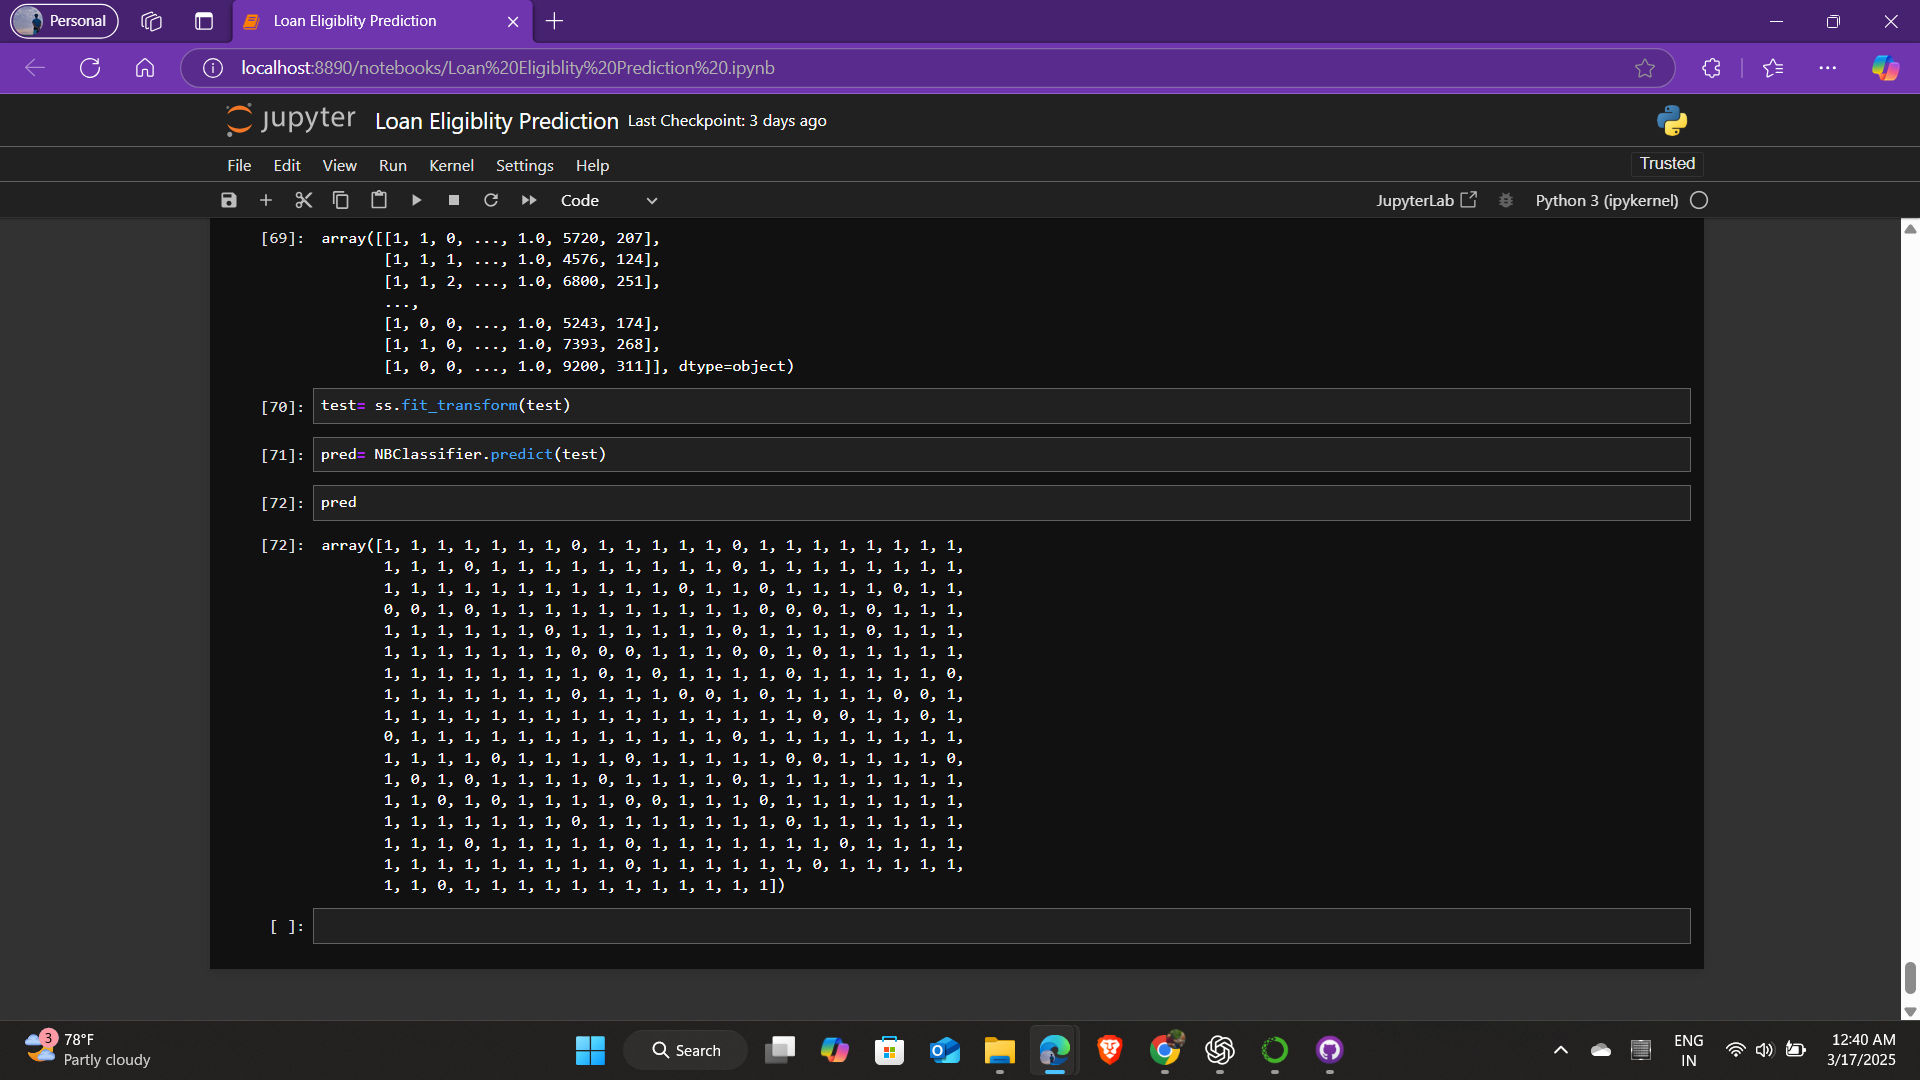 Personal
Loan Eligiblity Prediction
localhost:8890/notebooks/Loan%20Eligiblity%20Prediction%20.ipynb
jupyter Loan Eligiblity Prediction Last Checkpoint: 3 days ago
File Edit View Run Kernel Settings Help
Trusted
Code
JupyterLab
Python 3 (ipykernel)
[69]: array([[1, 1, 0, ..., 1.0, 5720, 207],
[1, 1, 1, ..., 1.0, 4576, 124],
[1, 1, 2, ..., 1.0, 6800, 251],
...,
[1, 0, 0, ..., 1.0, 5243, 174],
[1, 1, 0, ..., 1.0, 7393, 268],
[1, 0, 0, ..., 1.0, 9200, 311]], dtype=object)
[70]: test= ss.fit_transform(test)
[71]: pred= NBClassifier.predict(test)
[72]: pred
[72]: array([1, 1, 1, 1, 1, 1, 1, 0, 1, 1, 1, 1, 1, 0, 1, 1, 1, 1, 1, 1, 1, 1,
1, 1, 1, 0, 1, 1, 1, 1, 1, 1, 1, 1, 1, 0, 1, 1, 1, 1, 1, 1, 1, 1,
1, 1, 1, 1, 1, 1, 1, 1, 1, 1, 1, 0, 1, 1, 0, 1, 1, 1, 1, 0, 1, 1,
0, 0, 1, 0, 1, 1, 1, 1, 1, 1, 1, 1, 1, 1, 0, 0, 0, 1, 0, 1, 1, 1,
1, 1, 1, 1, 1, 1, 0, 1, 1, 1, 1, 1, 1, 0, 1, 1, 1, 1, 0, 1, 1, 1,
1, 1, 1, 1, 1, 1, 1, 0, 0, 0, 1, 1, 1, 0, 0, 1, 0, 1, 1, 1, 1, 1,
1, 1, 1, 1, 1, 1, 1, 1, 0, 1, 0, 1, 1, 1, 1, 0, 1, 1, 1, 1, 1, 0,
1, 1, 1, 1, 1, 1, 1, 0, 1, 1, 1, 0, 0, 1, 0, 1, 1, 1, 1, 0, 0, 1,
1, 1, 1, 1, 1, 1, 1, 1, 1, 1, 1, 1, 1, 1, 1, 1, 0, 0, 1, 1, 0, 1,
0, 1, 1, 1, 1, 1, 1, 1, 1, 1, 1, 1, 1, 0, 1, 1, 1, 1, 1, 1, 1, 1,
1, 1, 1, 1, 0, 1, 1, 1, 1, 0, 1, 1, 1, 1, 1, 0, 0, 1, 1, 1, 1, 0,
1, 0, 1, 0, 1, 1, 1, 1, 0, 1, 1, 1, 1, 0, 1, 1, 1, 1, 1, 1, 1, 1,
1, 1, 0, 1, 0, 1, 1, 1, 1, 0, 0, 1, 1, 1, 0, 1, 1, 1, 1, 1, 1, 1,
1, 1, 1, 1, 1, 1, 1, 0, 1, 1, 1, 1, 1, 1, 1, 0, 1, 1, 1, 1, 1, 1,
1, 1, 1, 0, 1, 1, 1, 1, 1, 0, 1, 1, 1, 1, 1, 1, 1, 0, 1, 1, 1, 1,
1, 1, 1, 1, 1, 1, 1, 1, 1, 0, 1, 1, 1, 1, 1, 1, 0, 1, 1, 1, 1, 1,
1, 1, 0, 1, 1, 1, 1, 1, 1, 1, 1, 1, 1, 1, 1])
[ ]:
3
78°F
Partly cloudy
Search
ENG
IN
12:40 AM
3/17/2025